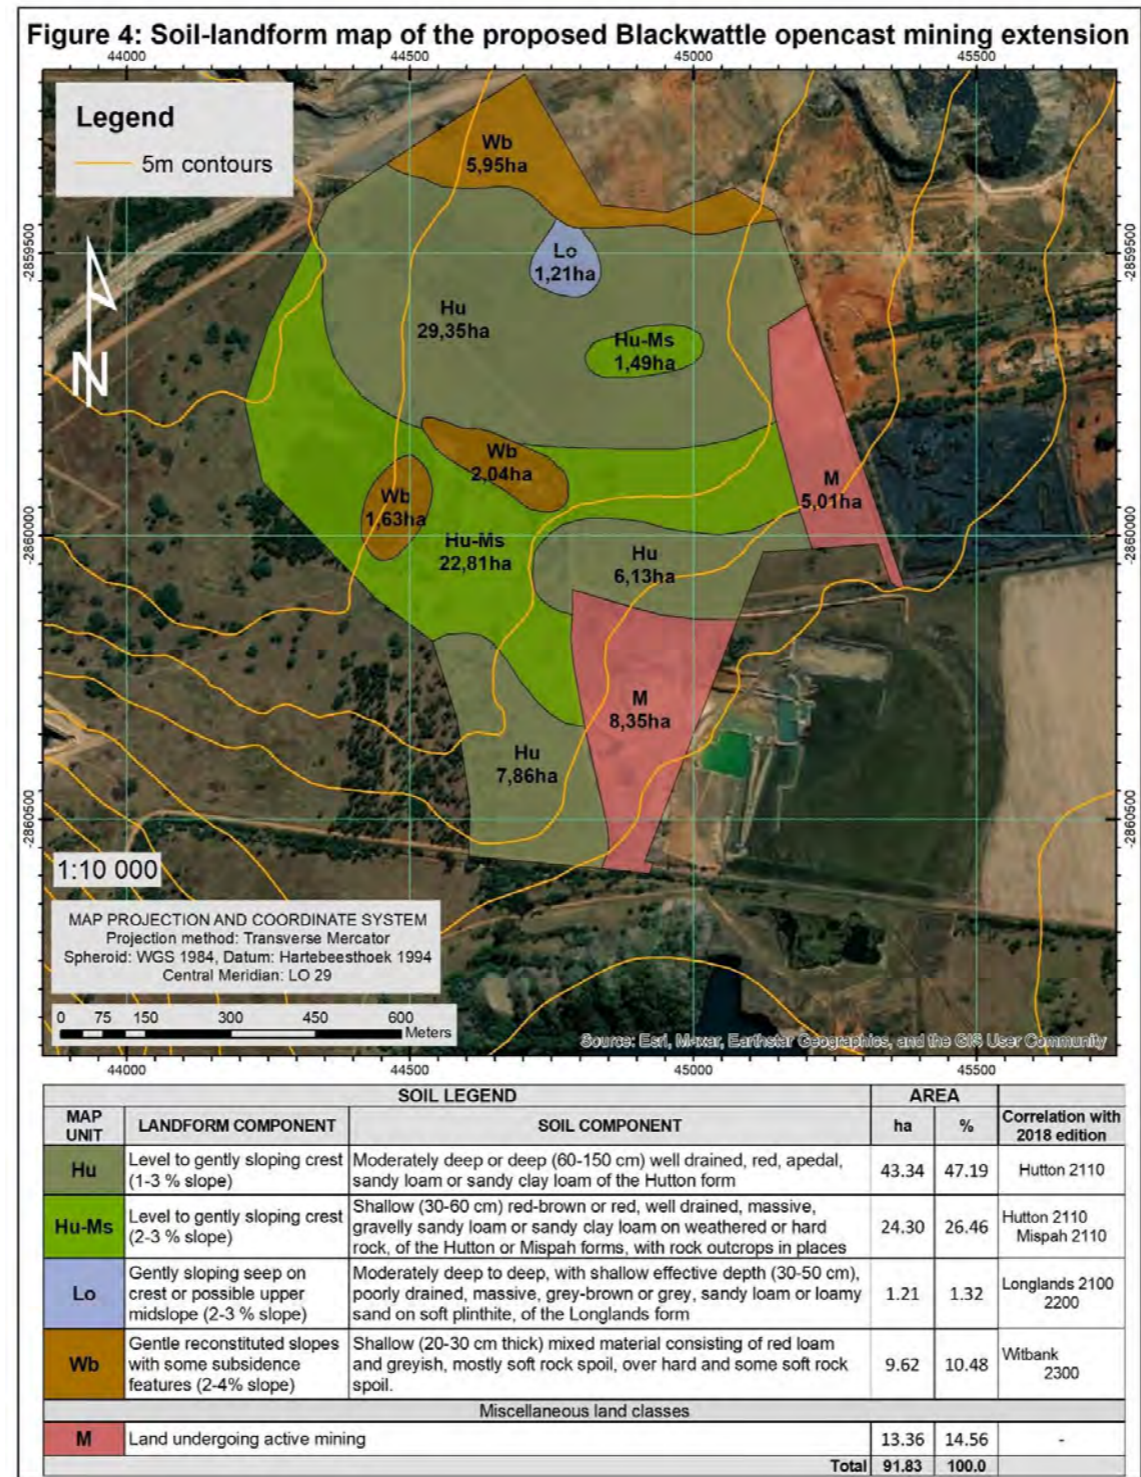 Figure 4: Soil-landform map of the proposed Blackwattle opencast mining extension
44000 44500 45000 45500
Legend
5m contours
-2859500
-2859500
N
Wb
5,95ha
Lo
1,21ha
Hu
29,35ha
Hu-Ms
1,49ha
Wb
2,04ha
Wb
1,63ha
M
5,01ha
-2860000
-2860000
Hu-Ms
22,81ha
Hu
6,13ha
M
8,35ha
Hu
7,86ha
-2860500
-2860500
1:10 000
MAP PROJECTION AND COORDINATE SYSTEM
Projection method: Transverse Mercator
Spheroid: WGS 1984, Datum: Hartebeesthoek 1994
Central Meridian: LO 29
0 75 150 300 450 600
Meters
Source: Esri, Maxar, Earthstar Geographics, and the GIS User Community
44000 44500 45000 45500
SOIL LEGEND AREA
MAP UNIT LANDFORM COMPONENT SOIL COMPONENT ha % Correlation with 2018 edition
Hu Level to gently sloping crest (1-3 % slope) Moderately deep or deep (60-150 cm) well drained, red, apedal, sandy loam or sandy clay loam of the Hutton form 43.34 47.19 Hutton 2110
Hu-Ms Level to gently sloping crest (2-3 % slope) Shallow (30-60 cm) red-brown or red, well drained, massive, gravelly sandy loam or sandy clay loam on weathered or hard rock, of the Hutton or Mispah forms, with rock outcrops in places 24.30 26.46 Hutton 2110 Mispah 2110
Lo Gently sloping seep on crest or possible upper midslope (2-3 % slope) Moderately deep to deep, with shallow effective depth (30-50 cm), poorly drained, massive, grey-brown or grey, sandy loam or loamy sand on soft plinthite, of the Longlands form 1.21 1.32 Longlands 2100 2200
Wb Gentle reconstituted slopes with some subsidence features (2-4% slope) Shallow (20-30 cm thick) mixed material consisting of red loam and greyish, mostly soft rock spoil, over hard and some soft rock spoil. 9.62 10.48 Witbank 2300
Miscellaneous land classes
M Land undergoing active mining 13.36 14.56 -
Total 91.83 100.0